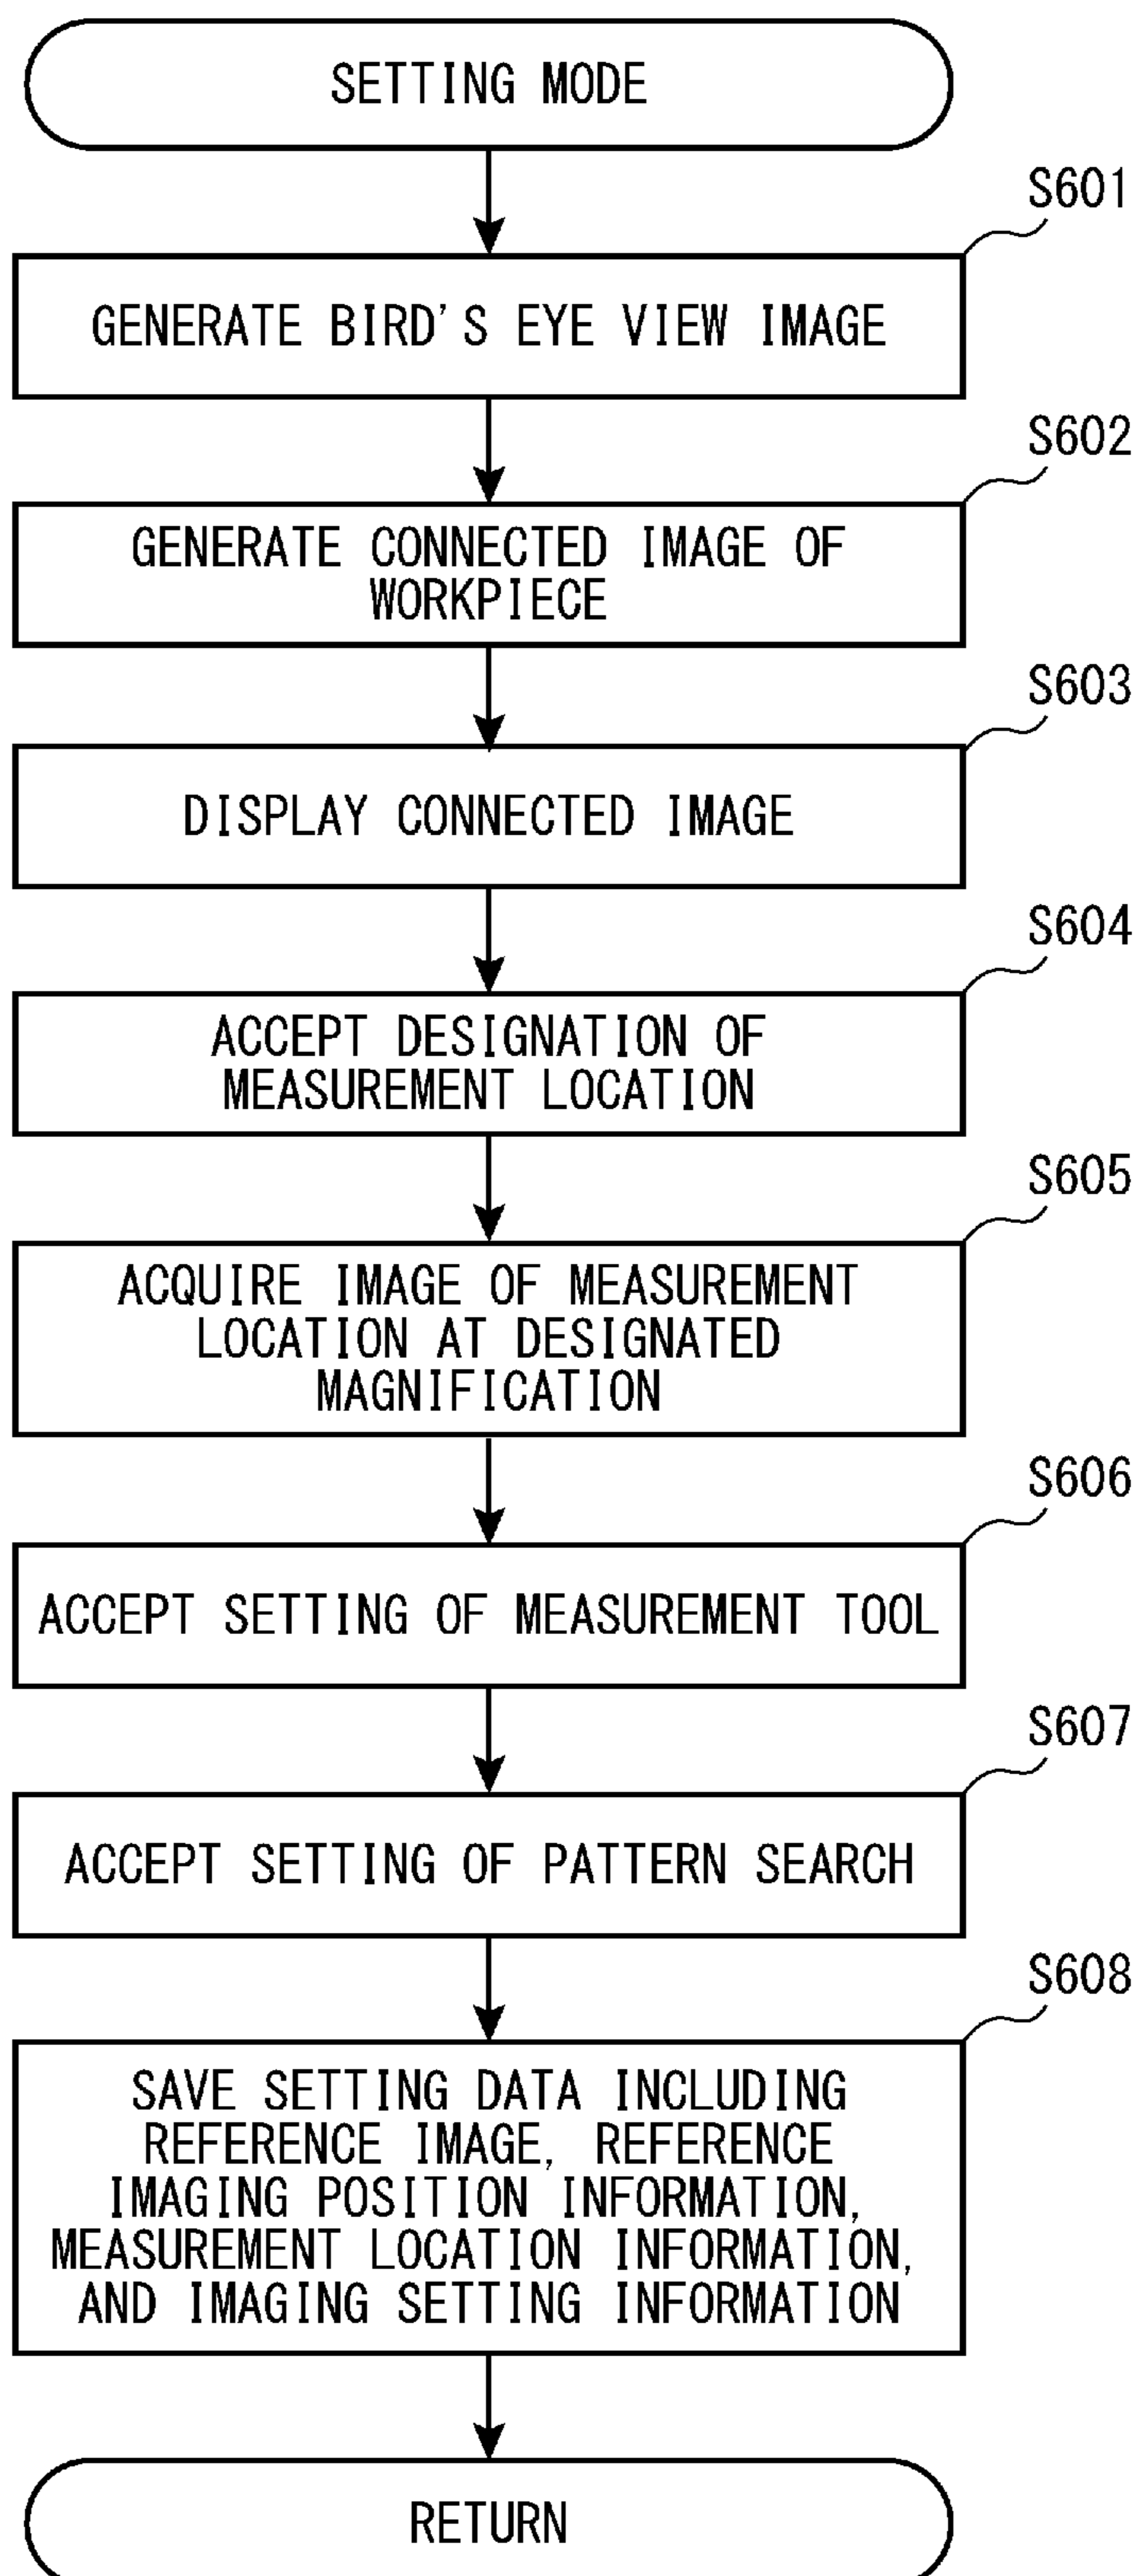 SETTING MODE
S601
GENERATE BIRD'S EYE VIEW IMAGE
S602
GENERATE CONNECTED IMAGE OF
WORKPIECE
S603
DISPLAY CONNECTED IMAGE
S604
ACCEPT DESIGNATION OF
MEASUREMENT LOCATION
S605
ACQUIRE IMAGE OF MEASUREMENT
LOCATION AT DESIGNATED
MAGNIFICATION
S606
ACCEPT SETTING OF MEASUREMENT TOOL
S607
ACCEPT SETTING OF PATTERN SEARCH
S608
SAVE SETTING DATA INCLUDING
REFERENCE IMAGE, REFERENCE
IMAGING POSITION INFORMATION,
MEASUREMENT LOCATION INFORMATION,
AND IMAGING SETTING INFORMATION
RETURN